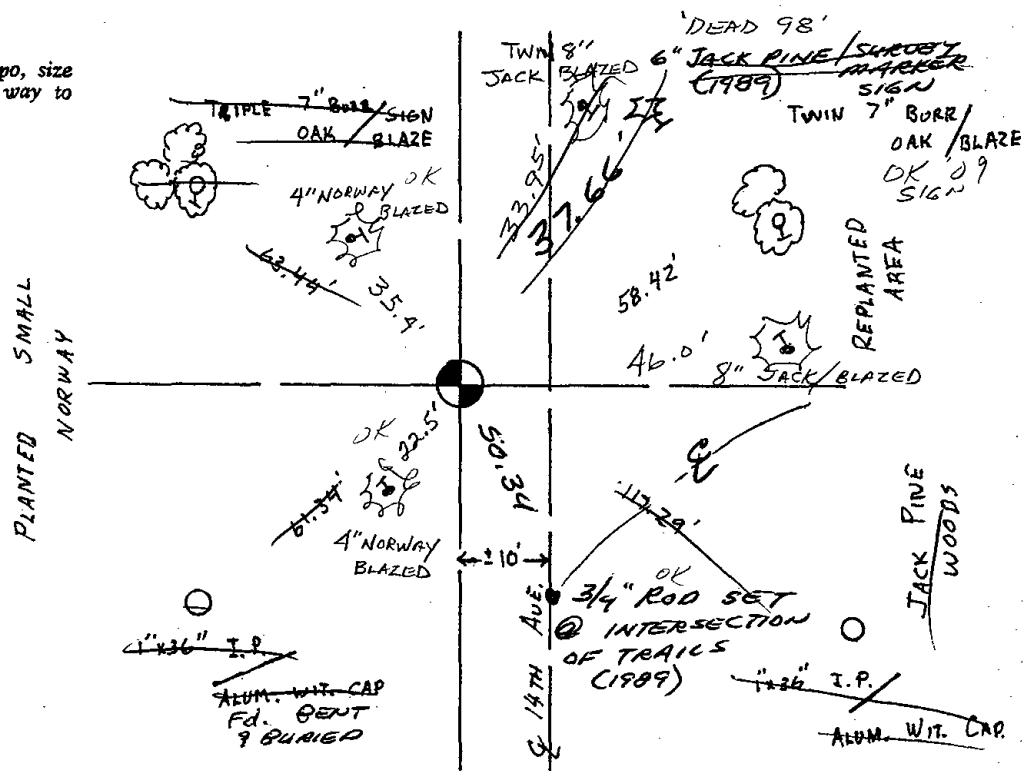 po, size
way to
TRIPLE 7" BURR / SIGN
OAK / BLAZE
4" NORWAY OK
BLAZED
63.44'
35.4'
TWIN 8"
JACK BLAZED
33.95'
37.66'
'DEAD 98'
6" JACK PINE / SURVEY
(1989) MARKER
SIGN
TWIN 7" BURR /
OAK / BLAZE
OK '09
SIGN
58.42'
46.0'
8" JACK / BLAZED
REPLANTED
AREA
PLANTED SMALL
NORWAY
OK
22.5'
61.34'
4" NORWAY
BLAZED
50.34
±10'
℄
117.29'
JACK PINE
WOODS
℄ 14TH AVE.
OK
3/4" ROD SET
@ INTERSECTION
OF TRAILS
(1989)
1"x36" I.P.
ALUM. WIT. CAP
Fd. BENT
& BURIED
1"x36" I.P.
ALUM. WIT. CAP.